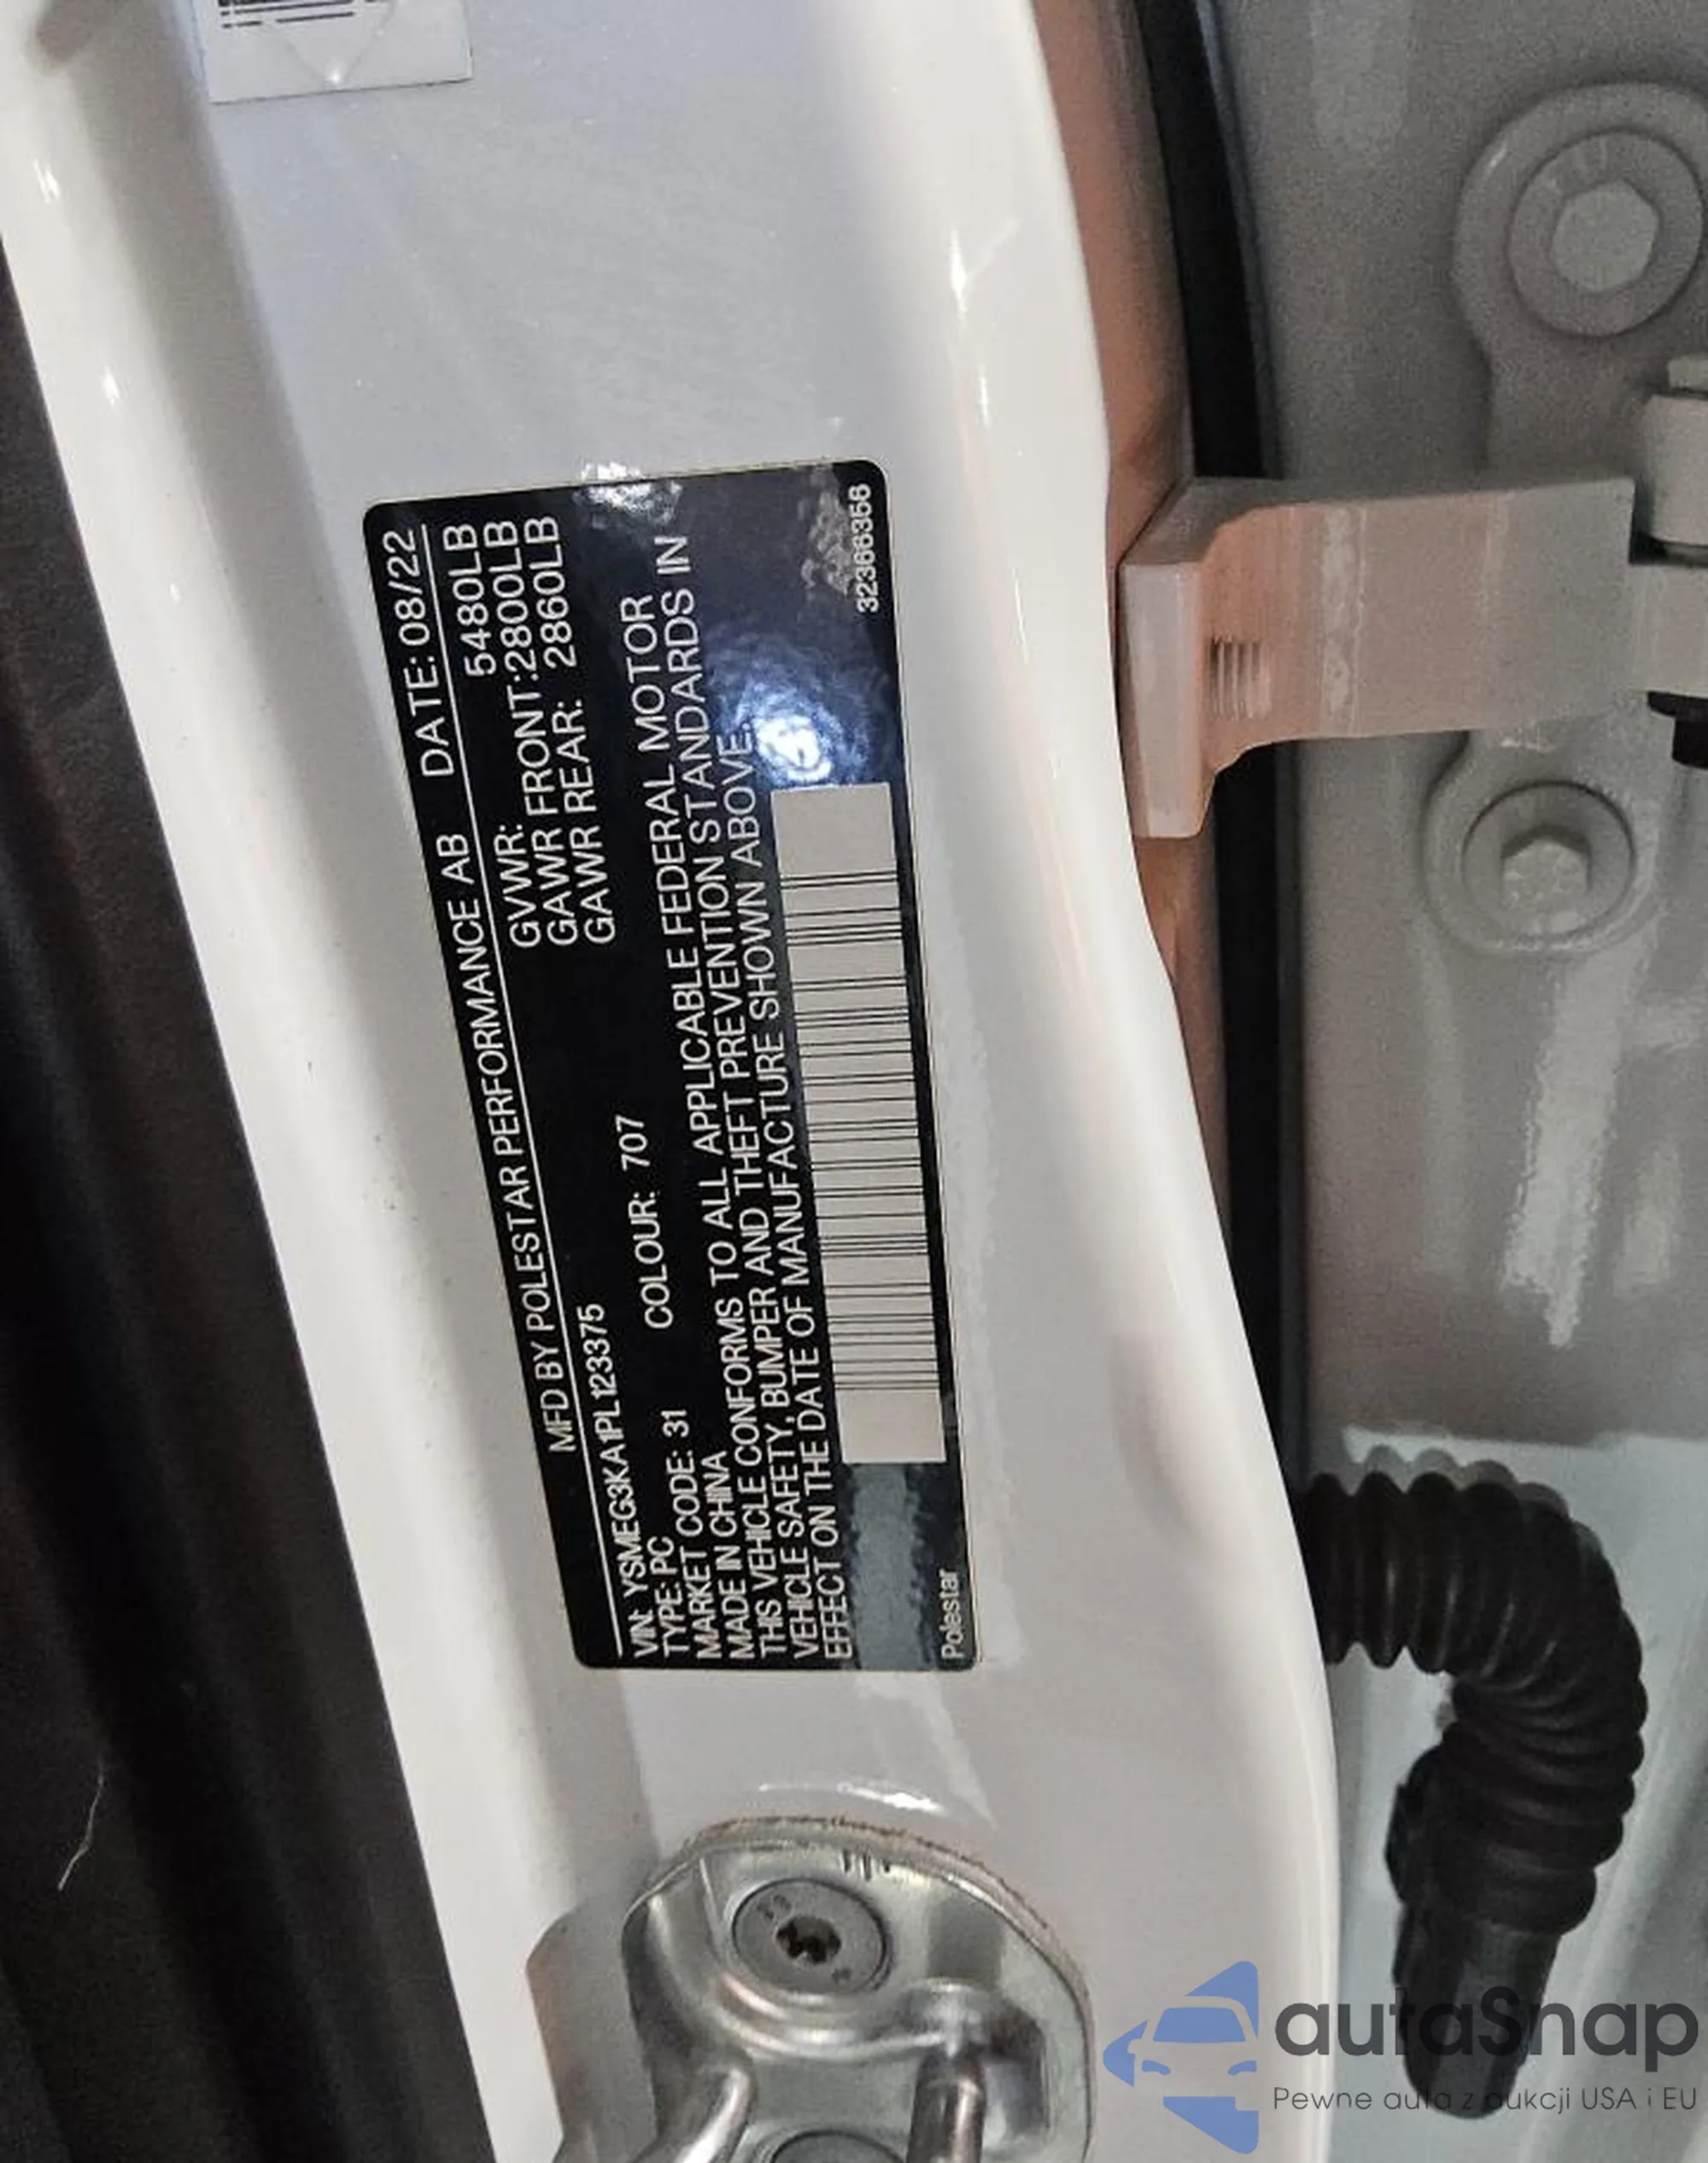 MFD BY POLESTAR PERFORMANCE AB DATE: 08/22
GVWR: 5480LB
GAWR FRONT:2800LB
GAWR REAR: 2860LB
VIN: YSMEG3KA1PL123375
TYPE: PC
MARKET CODE: 31 COLOUR: 707
MADE IN CHINA
THIS VEHICLE CONFORMS TO ALL APPLICABLE FEDERAL MOTOR
VEHICLE SAFETY, BUMPER AND THEFT PREVENTION STANDARDS IN
EFFECT ON THE DATE OF MANUFACTURE SHOWN ABOVE.
Polestar 32366356
autaSnap
Pewne auta z aukcji USA i EU